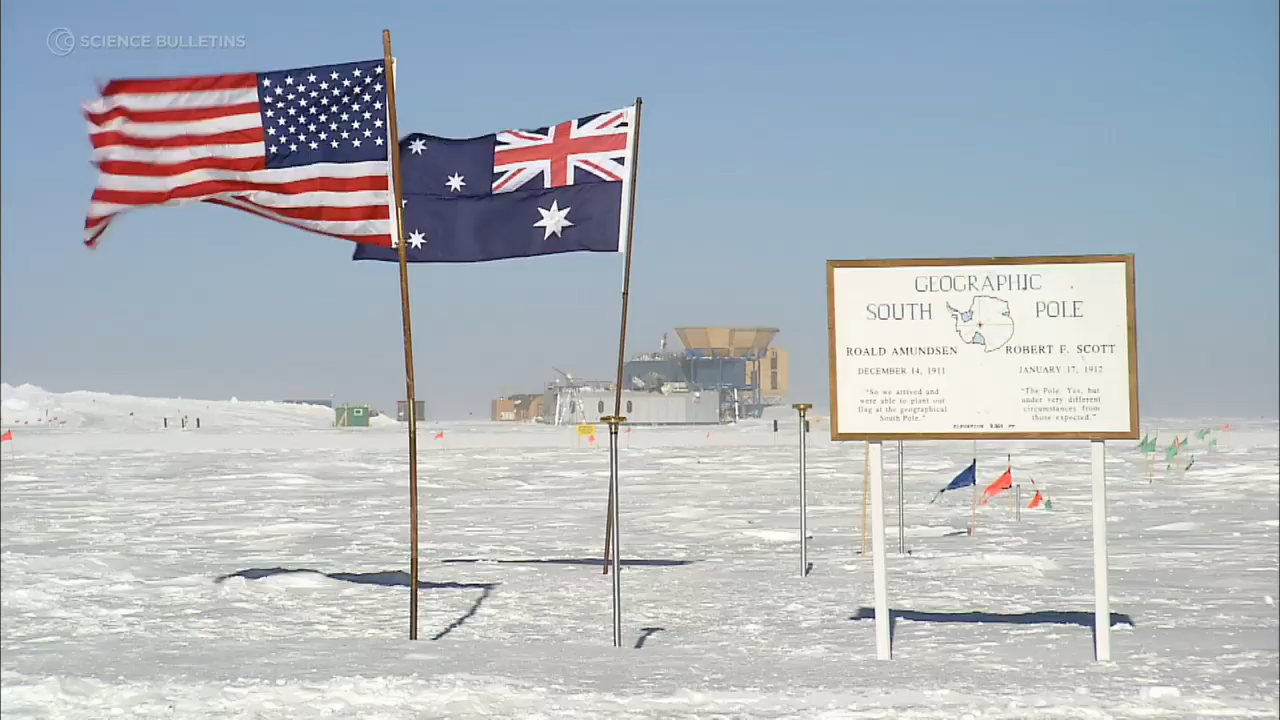 SCIENCE BULLETINS
GEOGRAPHIC
SOUTH POLE
ROALD AMUNDSEN
DECEMBER 14, 1911
"So we arrived and
were able to plant our
flag at the geographical
South Pole."
ROBERT F. SCOTT
JANUARY 17, 1912
"The Pole. Yes, but
under very different
circumstances from
those expected."
ELEVATION